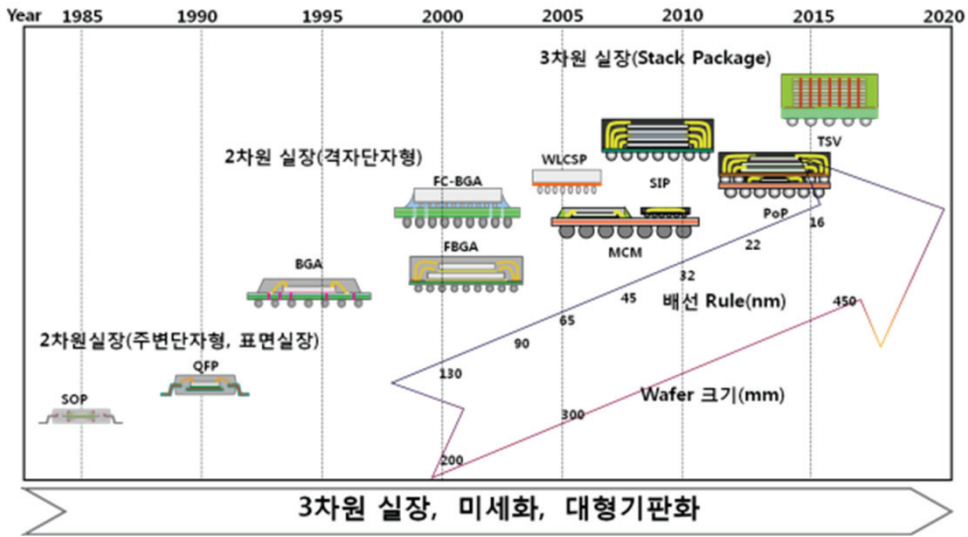 Year 1985 1990 1995 2000 2005 2010 2015 2020
3차원 실장(Stack Package)
TSV
2차원 실장(격자단자형)
WLCSP
SIP
FC-BGA
PoP
16
FBGA
MCM
22
BGA
32
45
배선 Rule(nm)
450
65
2차원실장(주변단자형, 표면실장)
90
QFP
130
SOP
Wafer 크기(mm)
300
200
3차원 실장, 미세화, 대형기판화